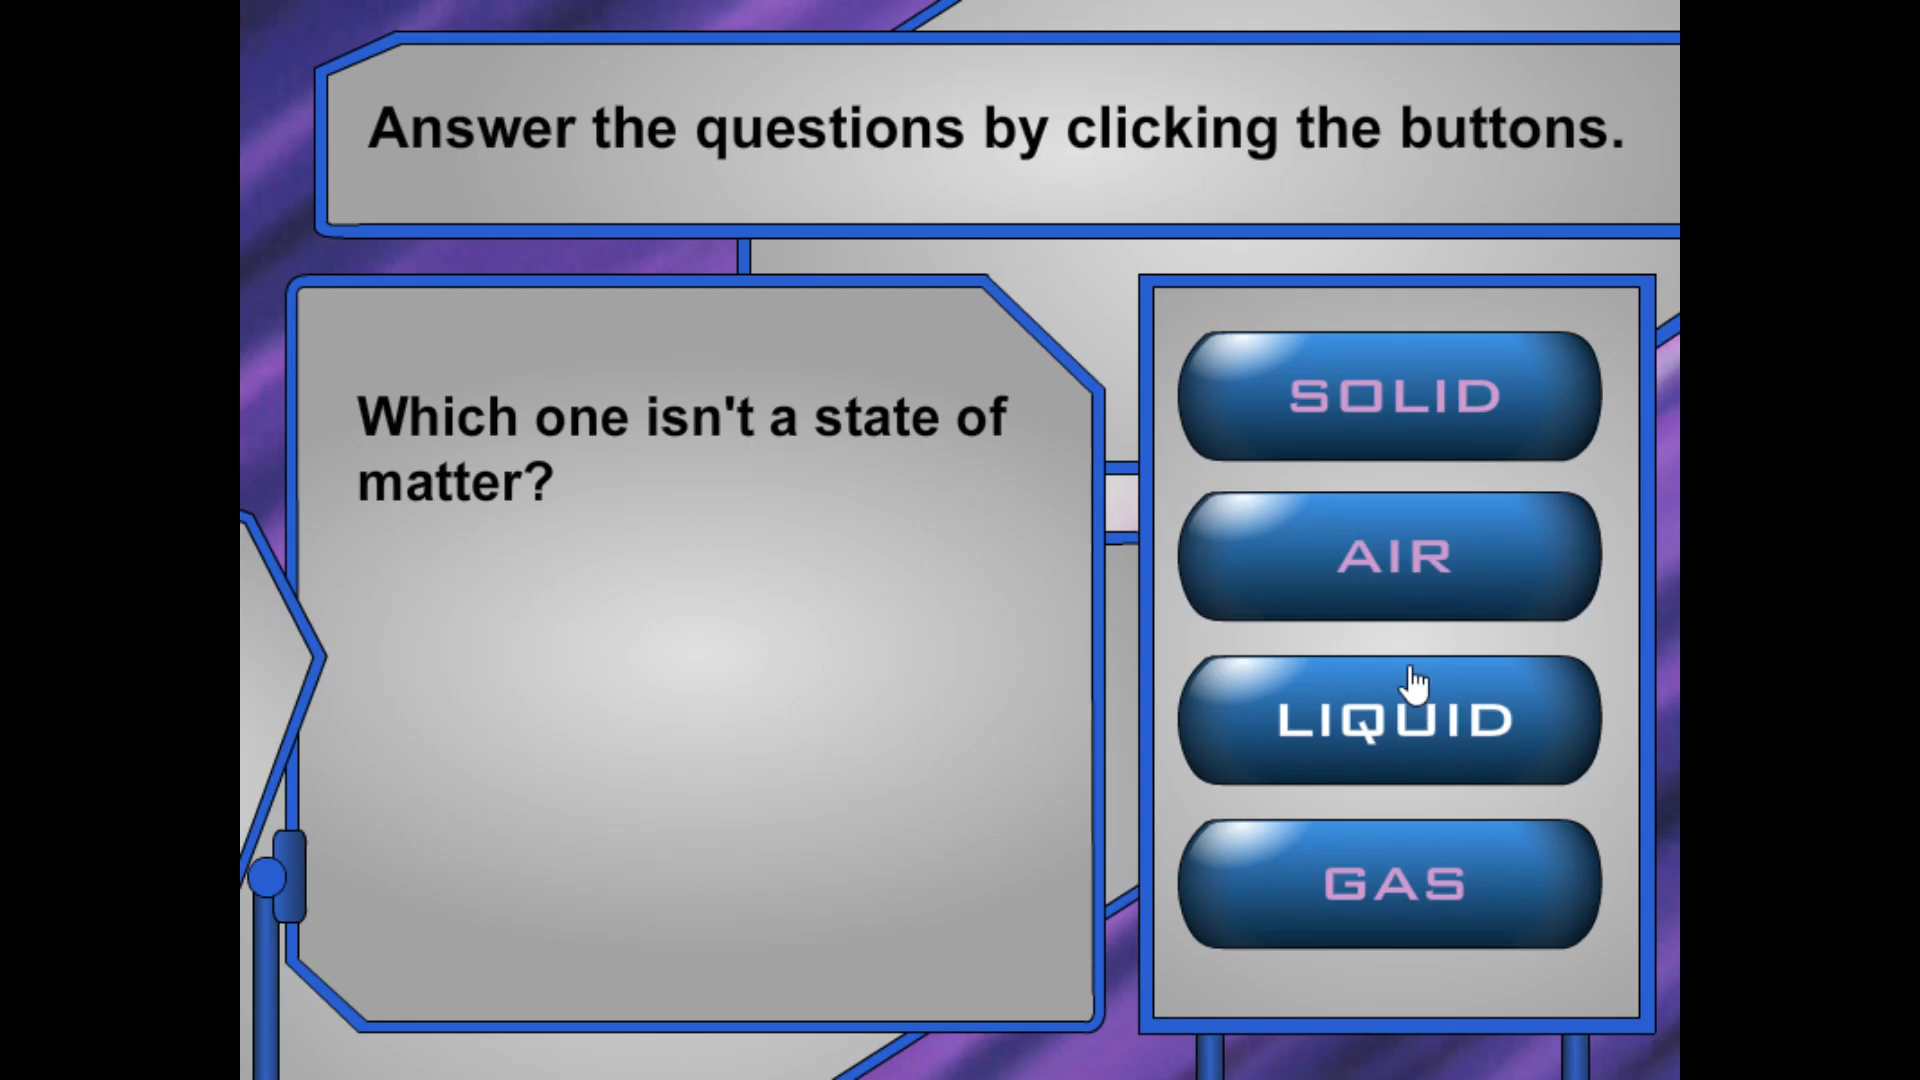 Answer the questions by clicking the buttons.
Which one isn't a state of
matter?
SOLID
AIR
LIQUID
GAS